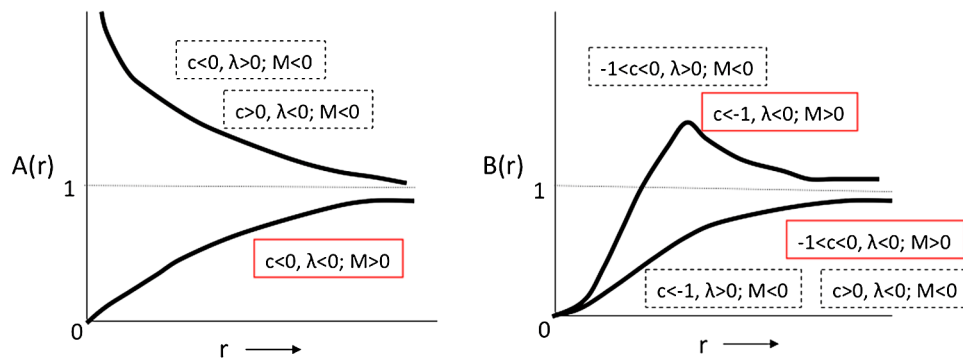 c<0, λ>0; M<0
c>0, λ<0; M<0
A(r)
1
c<0, λ<0; M>0
0
r
-1<c<0, λ>0; M<0
c<-1, λ<0; M>0
B(r)
1
-1<c<0, λ<0; M>0
c<-1, λ>0; M<0
c>0, λ<0; M<0
0
r